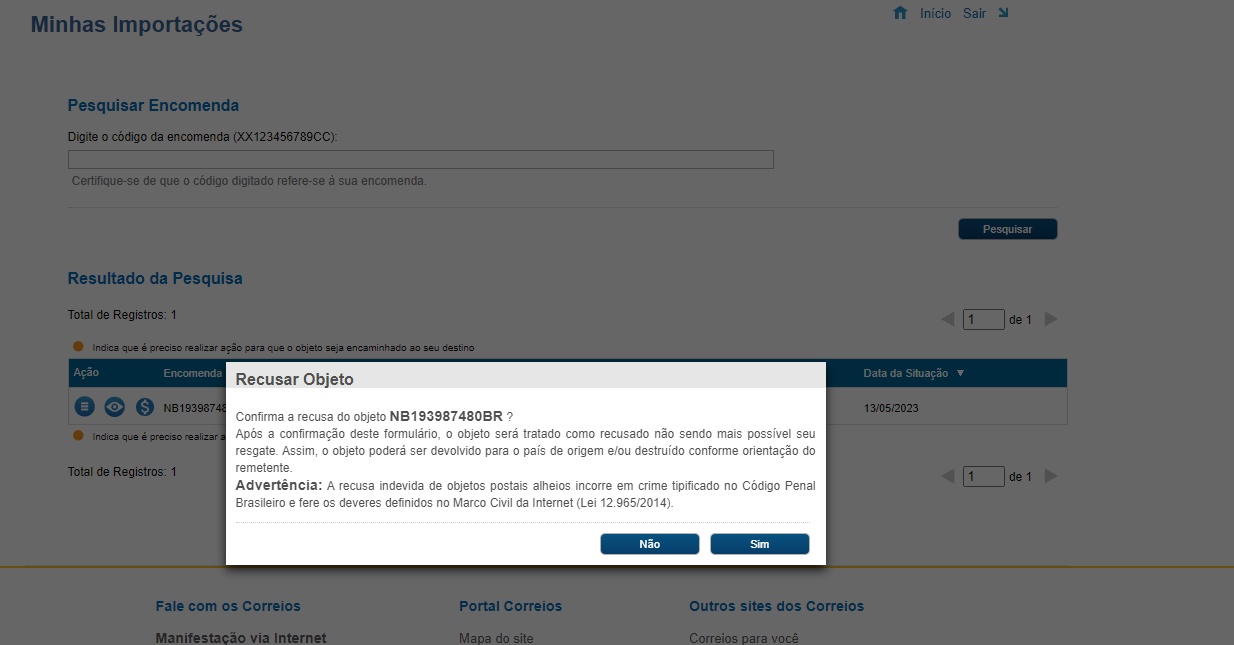 Minhas Importações
Início Sair
Pesquisar Encomenda
Digite o código da encomenda (XX123456789CC):
Certifique-se de que o código digitado refere-se à sua encomenda.
Pesquisar
Resultado da Pesquisa
Total de Registros: 1
1 de 1
Indica que é preciso realizar ação para que o objeto seja encaminhado ao seu destino
Ação Encomenda Data da Situação ▼
NB19398748 13/05/2023
Indica que é preciso realizar a
Total de Registros: 1
1 de 1
Recusar Objeto
Confirma a recusa do objeto NB193987480BR ?
Após a confirmação deste formulário, o objeto será tratado como recusado não sendo mais possível seu
resgate. Assim, o objeto poderá ser devolvido para o país de origem e/ou destruído conforme orientação do
remetente.
Advertência: A recusa indevida de objetos postais alheios incorre em crime tipificado no Código Penal
Brasileiro e fere os deveres definidos no Marco Civil da Internet (Lei 12.965/2014).
Não Sim
Fale com os Correios Portal Correios Outros sites dos Correios
Manifestação via Internet Mapa do site Correios para você